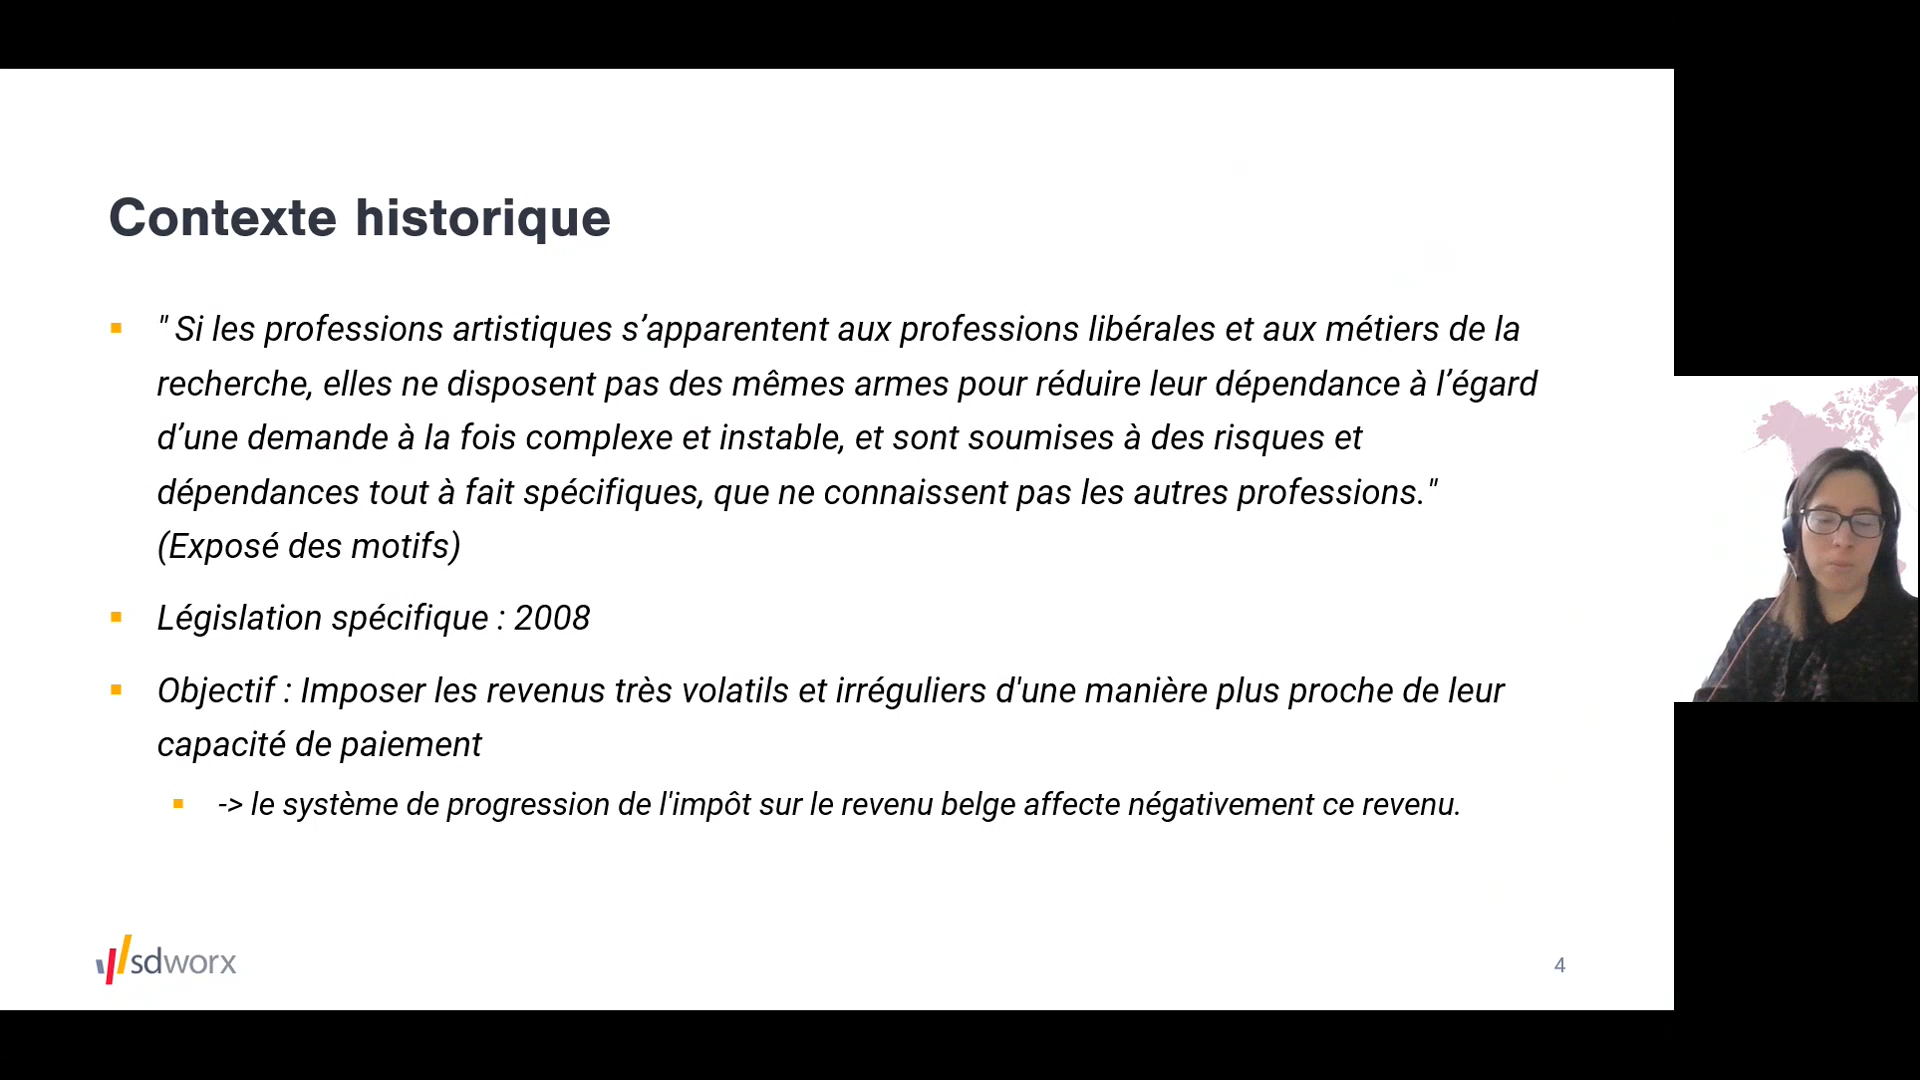 Contexte historique
" Si les professions artistiques s’apparentent aux professions libérales et aux métiers de la
recherche, elles ne disposent pas des mêmes armes pour réduire leur dépendance à l’égard
d’une demande à la fois complexe et instable, et sont soumises à des risques et
dépendances tout à fait spécifiques, que ne connaissent pas les autres professions."
(Exposé des motifs)
Législation spécifique : 2008
Objectif : Imposer les revenus très volatils et irréguliers d'une manière plus proche de leur
capacité de paiement
-> le système de progression de l'impôt sur le revenu belge affecte négativement ce revenu.
sdworx
4